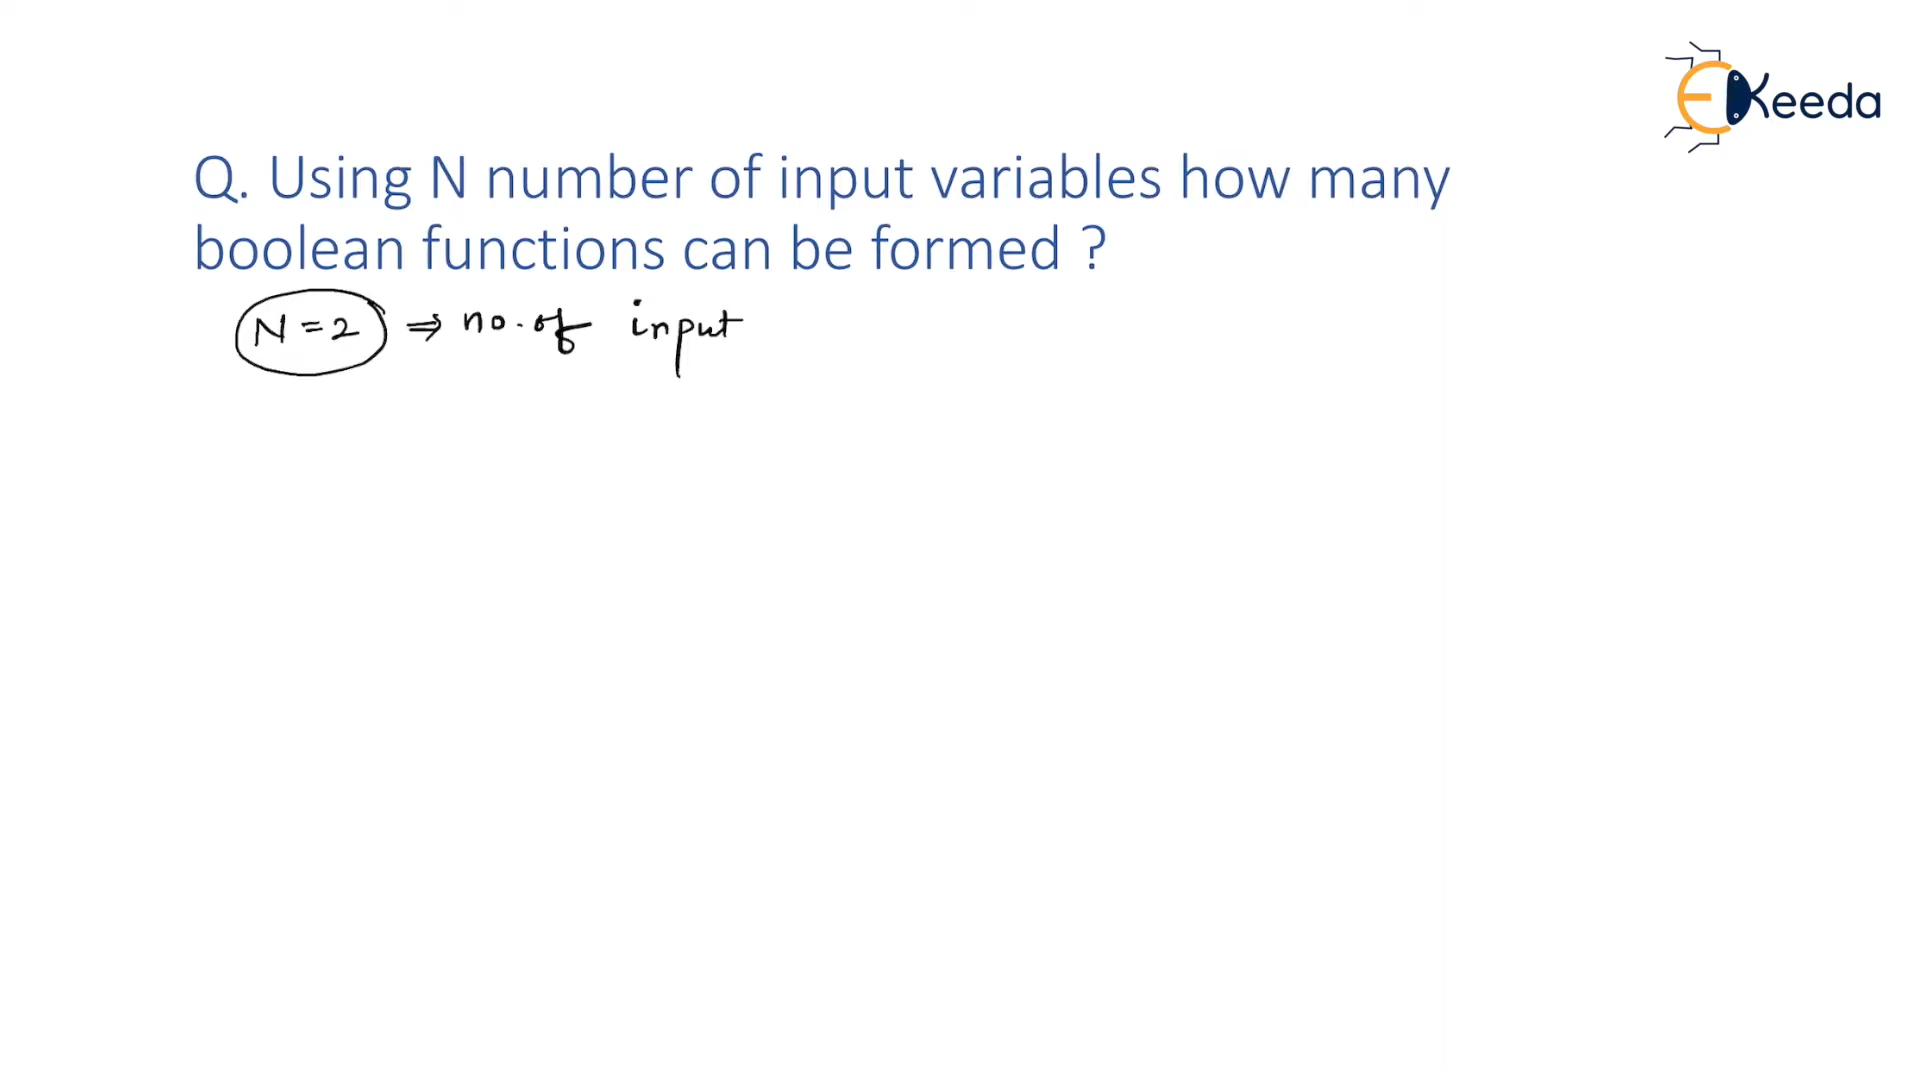 EKeeda
Q. Using N number of input variables how many
boolean functions can be formed ?
N = 2 ⇒ no. of input